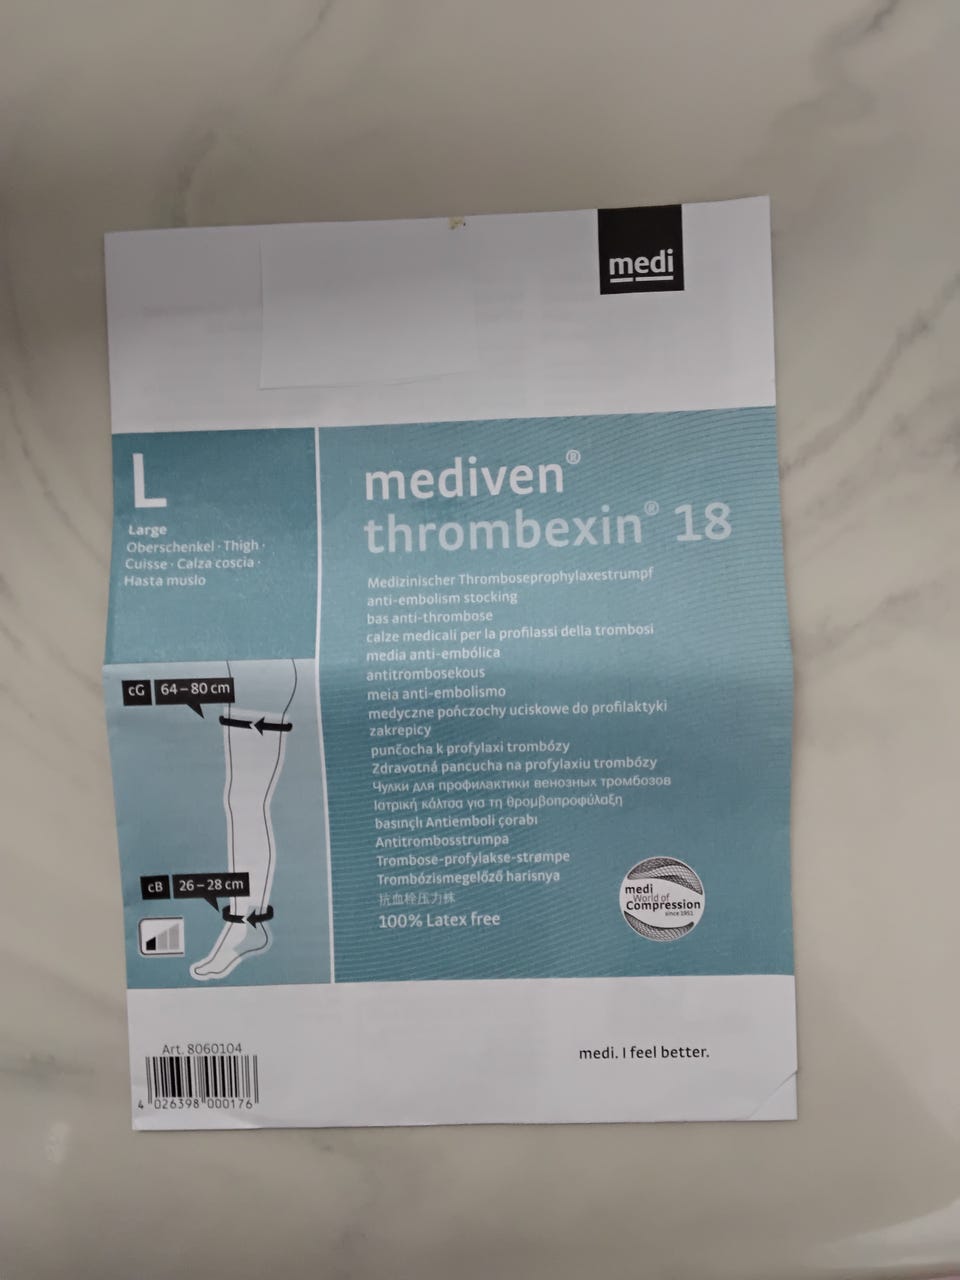 medi
L
Large
Oberschenkel · Thigh ·
Cuisse · Calza coscia ·
Hasta muslo
cG 64 – 80 cm
cB 26 – 28 cm
mediven®
thrombexin® 18
Medizinischer Thromboseprophylaxestrumpf
anti-embolism stocking
bas anti-thrombose
calze medicali per la profilassi della trombosi
media anti-embólica
antitrombosekous
meia anti-embolismo
medyczne pończochy uciskowe do profilaktyki
zakrepicy
punčocha k profylaxi trombózy
Zdravotná pancucha na profylaxiu trombózy
Чулки для профилактики венозных тромбозов
Ιατρική κάλτσα για τη θρομβοπροφύλαξη
basınçlı Antiemboli çorabı
Antitrombosstrumpa
Trombose-profylakse-strømpe
Trombózismegelőző harisnya
抗血栓压力袜
100% Latex free
medi
World of
Compression
since 1951
Art. 8060104
4 026398 000176
medi. I feel better.